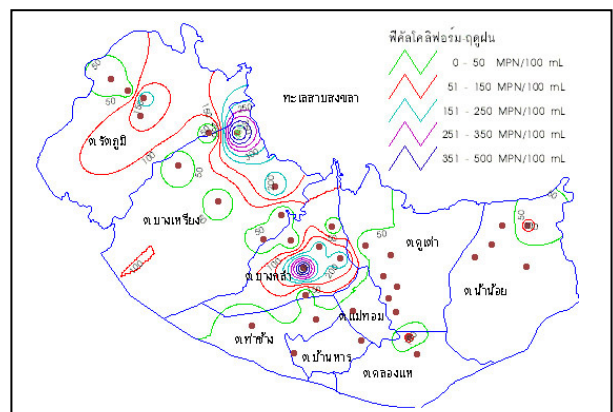 ฟีคัลโคลิฟอร์ม-ฤดูฝน
0 - 50 MPN/100 mL
51 - 150 MPN/100 mL
151 - 250 MPN/100 mL
251 - 350 MPN/100 mL
351 - 500 MPN/100 mL
ทะเลสาบสงขลา
ต.รัตภูมิ
ต.บางเหรียง
ต.บางกล่ำ
ต.คูเต่า
ต.น้ำน้อย
ต.แม่ทอม
ต.ท่าช้าง
ต.บ้านหาร
ต.คลองแห
50
50
100
50
50
100
200
50